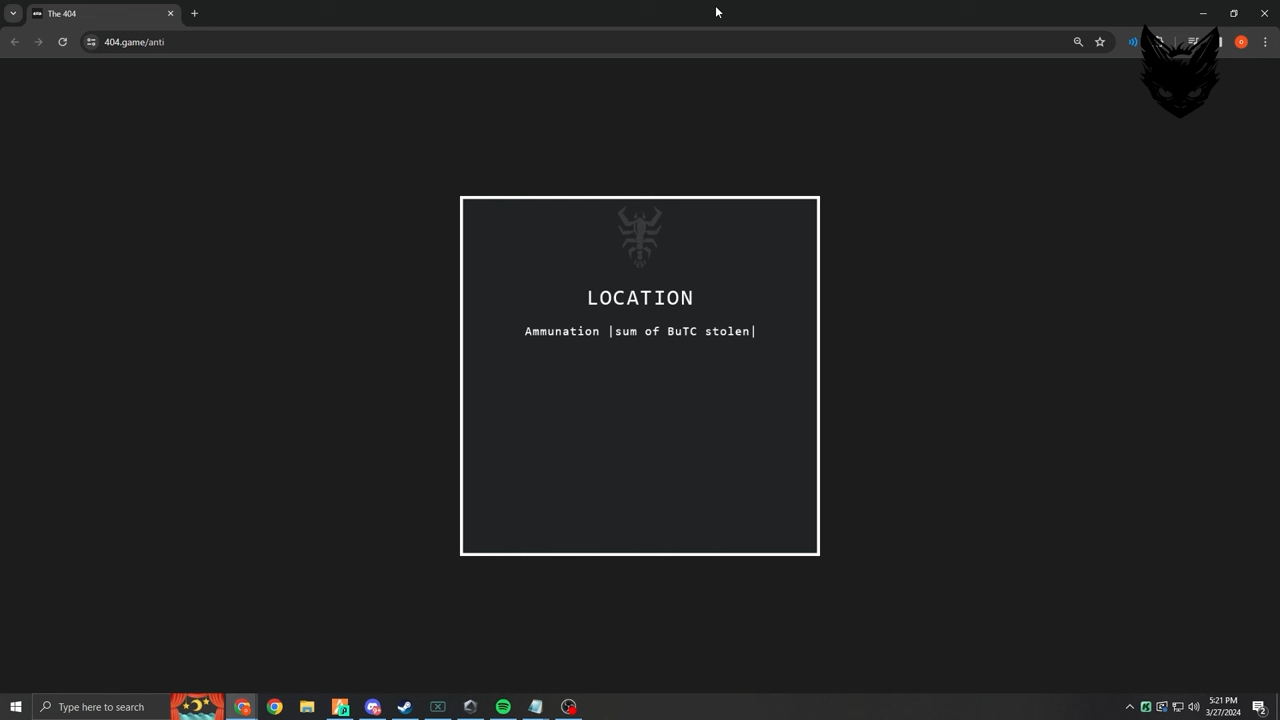 The 404
404.game/anti
LOCATION
Ammunation |sum of BuTC stolen|
Type here to search
5:21 PM
3/27/2024